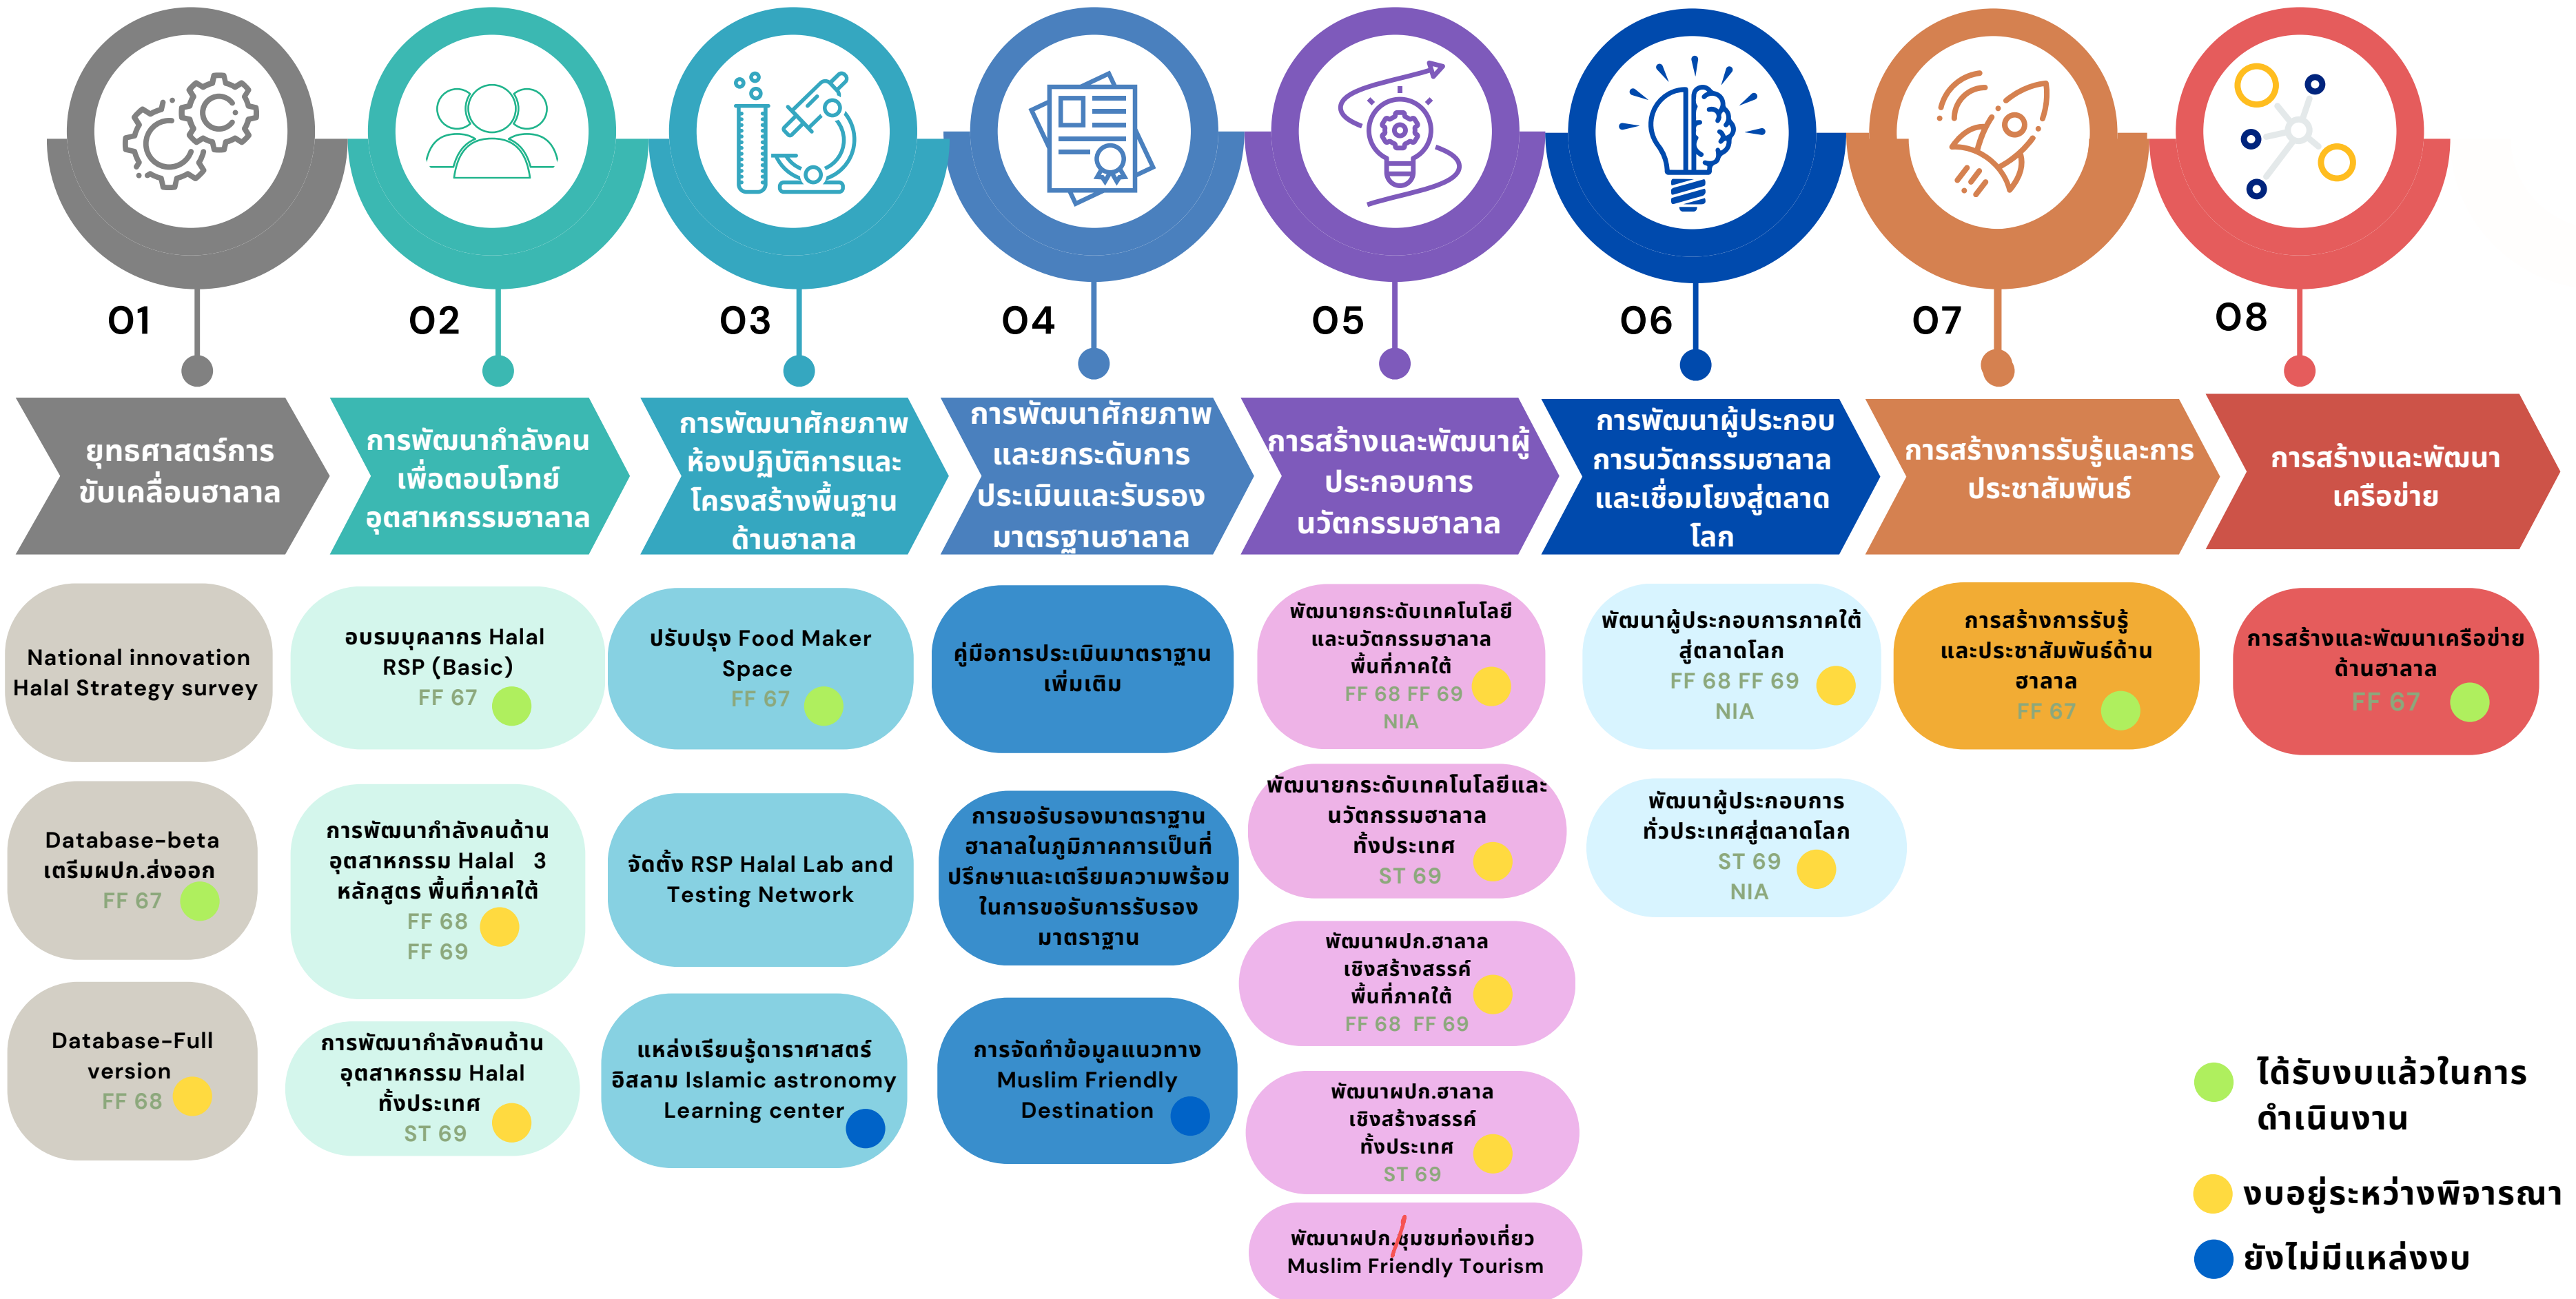 01
02
03
04
05
06
07
08
ยุทธศาสตร์การ
ขับเคลื่อนฮาลาล
การพัฒนากำลังคน
เพื่อตอบโจทย์
อุตสาหกรรมฮาลาล
การพัฒนาศักยภาพ
ห้องปฏิบัติการและ
โครงสร้างพื้นฐาน
ด้านฮาลาล
การพัฒนาศักยภาพ
และยกระดับการ
ประเมินและรับรอง
มาตรฐานฮาลาล
การสร้างและพัฒนาผู้
ประกอบการ
นวัตกรรมฮาลาล
การพัฒนาผู้ประกอบ
การนวัตกรรมฮาลาล
และเชื่อมโยงสู่ตลาด
โลก
การสร้างการรับรู้และการ
ประชาสัมพันธ์
การสร้างและพัฒนา
เครือข่าย
National innovation
Halal Strategy survey
Database-beta
เตรีมผปก.ส่งออก
FF 67
Database-Full
version
FF 68
อบรมบุคลากร Halal
RSP (Basic)
FF 67
การพัฒนากำลังคนด้าน
อุตสาหกรรม Halal 3
หลักสูตร พื้นที่ภาคใต้
FF 68
FF 69
การพัฒนากำลังคนด้าน
อุตสาหกรรม Halal
ทั้งประเทศ
ST 69
ปรับปรุง Food Maker
Space
FF 67
จัดตั้ง RSP Halal Lab and
Testing Network
แหล่งเรียนรู้ดาราศาสตร์
อิสลาม Islamic astronomy
Learning center
คู่มือการประเมินมาตราฐาน
เพิ่มเติม
การขอรับรองมาตราฐาน
ฮาลาลในภูมิภาคการเป็นที่
ปรึกษาและเตรียมความพร้อม
ในการขอรับการรับรอง
มาตราฐาน
การจัดทำข้อมูลแนวทาง
Muslim Friendly
Destination
พัฒนายกระดับเทคโนโลยี
และนวัตกรรมฮาลาล
พื้นที่ภาคใต้
FF 68 FF 69
NIA
พัฒนายกระดับเทคโนโลยีและ
นวัตกรรมฮาลาล
ทั้งประเทศ
ST 69
พัฒนาผปก.ฮาลาล
เชิงสร้างสรรค์
พื้นที่ภาคใต้
FF 68 FF 69
พัฒนาผปก.ฮาลาล
เชิงสร้างสรรค์
ทั้งประเทศ
ST 69
พัฒนาผปก.ชุมชมท่องเที่ยว
Muslim Friendly Tourism
พัฒนาผู้ประกอบการภาคใต้
สู่ตลาดโลก
FF 68 FF 69
NIA
พัฒนาผู้ประกอบการ
ทั่วประเทศสู่ตลาดโลก
ST 69
NIA
การสร้างการรับรู้
และประชาสัมพันธ์ด้าน
ฮาลาล
FF 67
การสร้างและพัฒนาเครือข่าย
ด้านฮาลาล
FF 67
ได้รับงบแล้วในการ
ดำเนินงาน
งบอยู่ระหว่างพิจารณา
ยังไม่มีแหล่งงบ